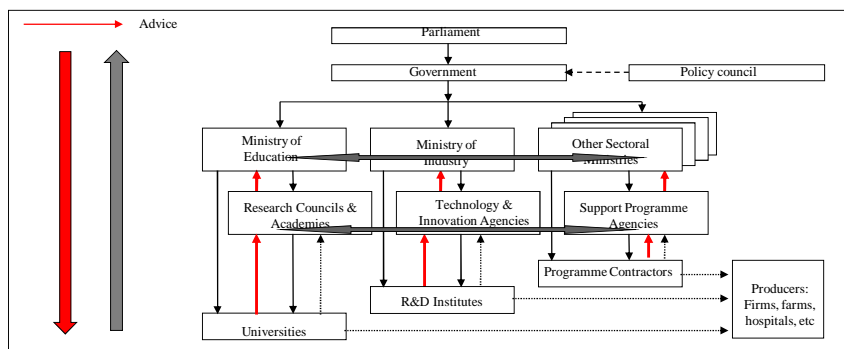 Advice
Parliament
Government
Policy council
Ministry of
Education
Ministry of
Industry
Other Sectoral
Ministries
Research Councils &
Academies
Technology &
Innovation Agencies
Support Programme
Agencies
Programme Contractors
R&D Institutes
Universities
Producers:
Firms, farms,
hospitals, etc